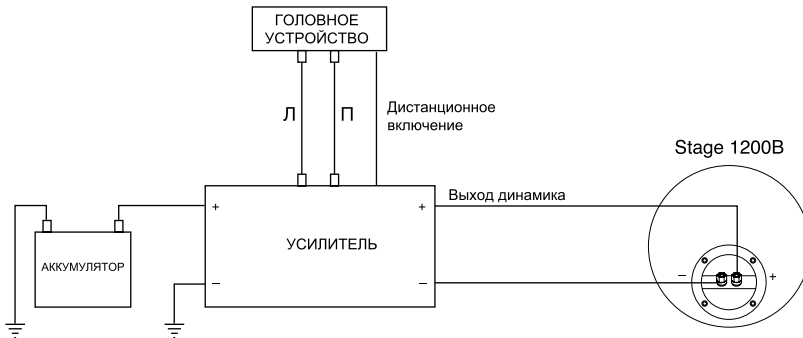 ГОЛОВНОЕ
УСТРОЙСТВО
Л
П
Дистанционное
включение
Stage 1200B
Выход динамика
+
+
УСИЛИТЕЛЬ
АККУМУЛЯТОР
–
–
–
+